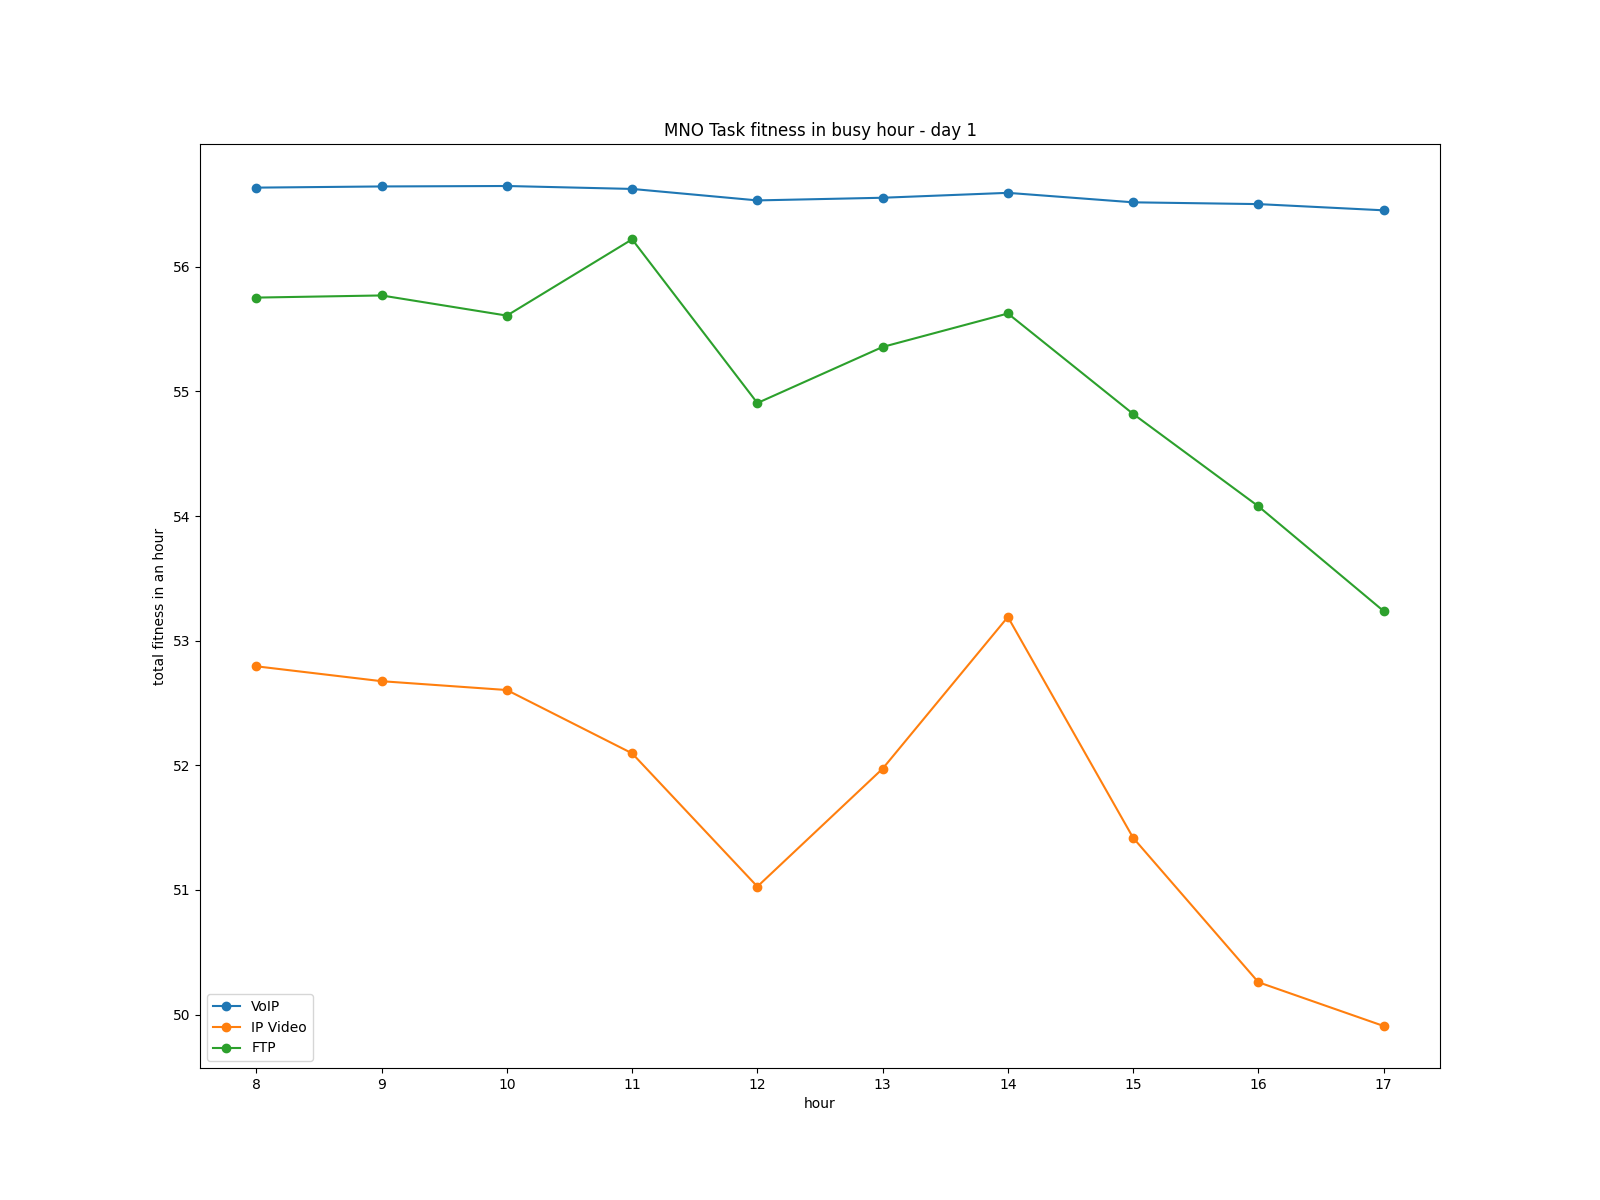 MNO Task fitness in busy hour - day 1
total fitness in an hour
56
55
54
53
52
51
50
VoIP
IP Video
FTP
8 9 10 11 12 13 14 15 16 17
hour